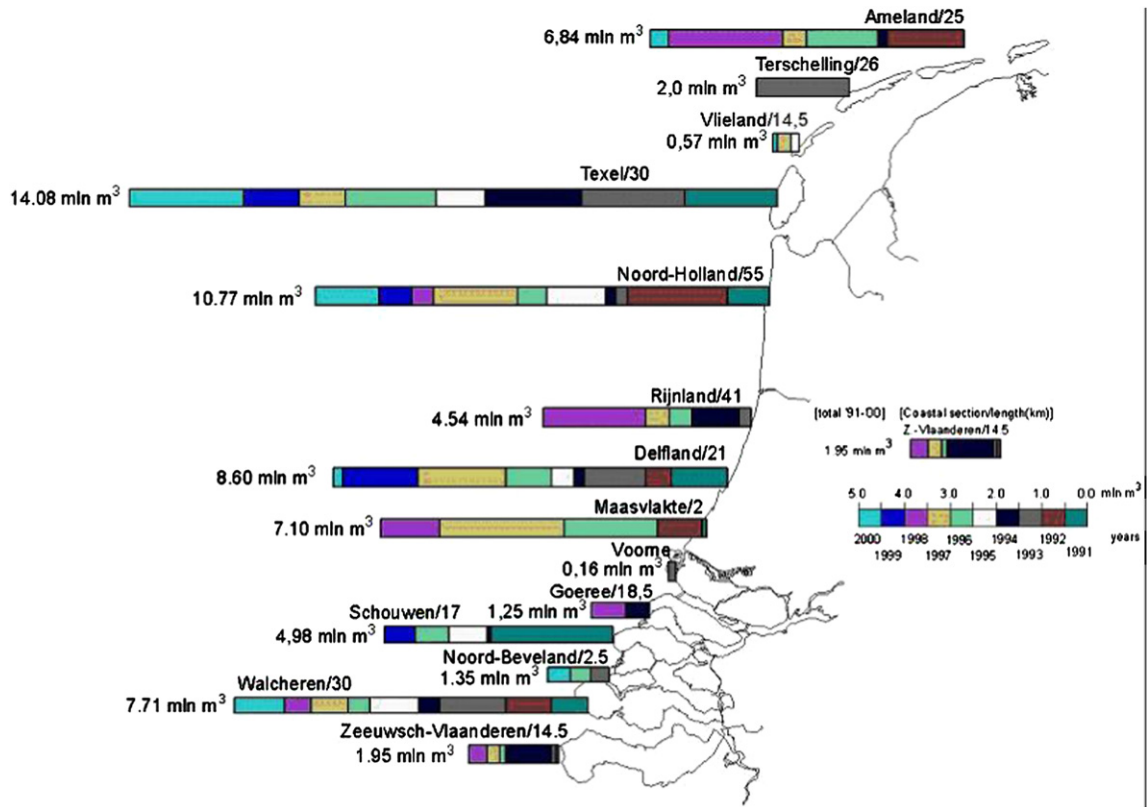 Ameland/25
6,84 mln m³
Terschelling/26
2,0 mln m³
Vlieland/14,5
0,57 mln m³
Texel/30
14.08 mln m³
Noord-Holland/55
10.77 mln m³
Rijnland/41
4.54 mln m³
[total '91-00] [Coastal section/length(km)]
Z-Vlaanderen/14 5
1 95 mln m³
Delfland/21
8.60 mln m³
5 0 4 0 3.0 2.0 1.0 0 0 mln m³
2000 1998 1996 1994 1992
1999 1997 1995 1993 1991
years
Maasvlakte/2
7.10 mln m³
Voorne
0,16 mln m³
Goeree/18,5
1,25 mln m³
Schouwen/17
4,98 mln m³
Noord-Beveland/2.5
1.35 mln m³
Walcheren/30
7.71 mln m³
Zeeuwsch-Vlaanderen/14.5
1.95 mln m³